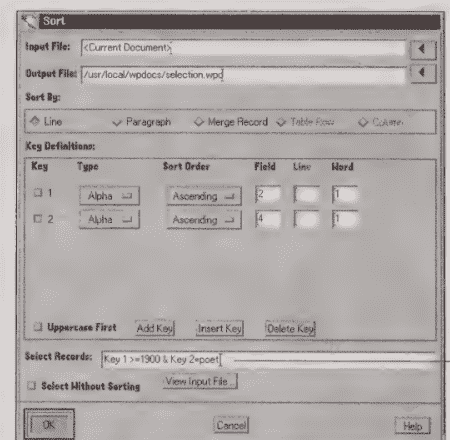 Sort
Input File: <Current Document>
Output File: /usr/local/wpdocs/selection.wpd
Sort By:
Line Paragraph Merge Record Table Row Column
Key Definitions:
Key Type Sort Order Field Line Word
1 Alpha Ascending 2 1
2 Alpha Ascending 4 1
Uppercase First Add Key Insert Key Delete Key
Select Records: Key 1 >=1900 & Key 2=poet
Select Without Sorting View Input File...
OK Cancel Help